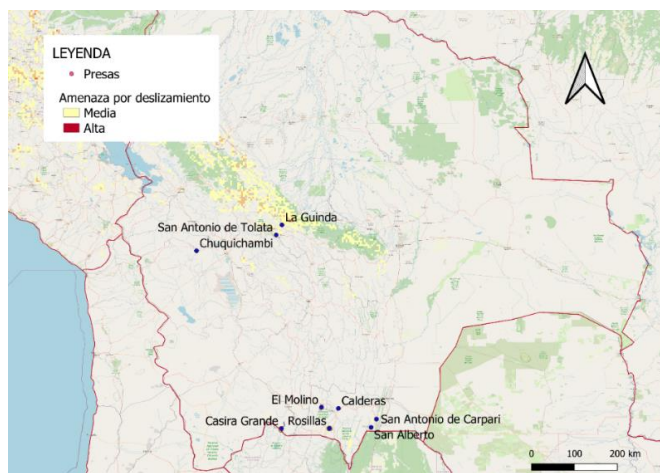 LEYENDA
Presas
Amenaza por deslizamiento
Media
Alta
La Guinda
San Antonio de Tolata
Chuquichambi
El Molino
Calderas
San Antonio de Carpari
Casira Grande
Rosillas
San Alberto
0 100 200 km